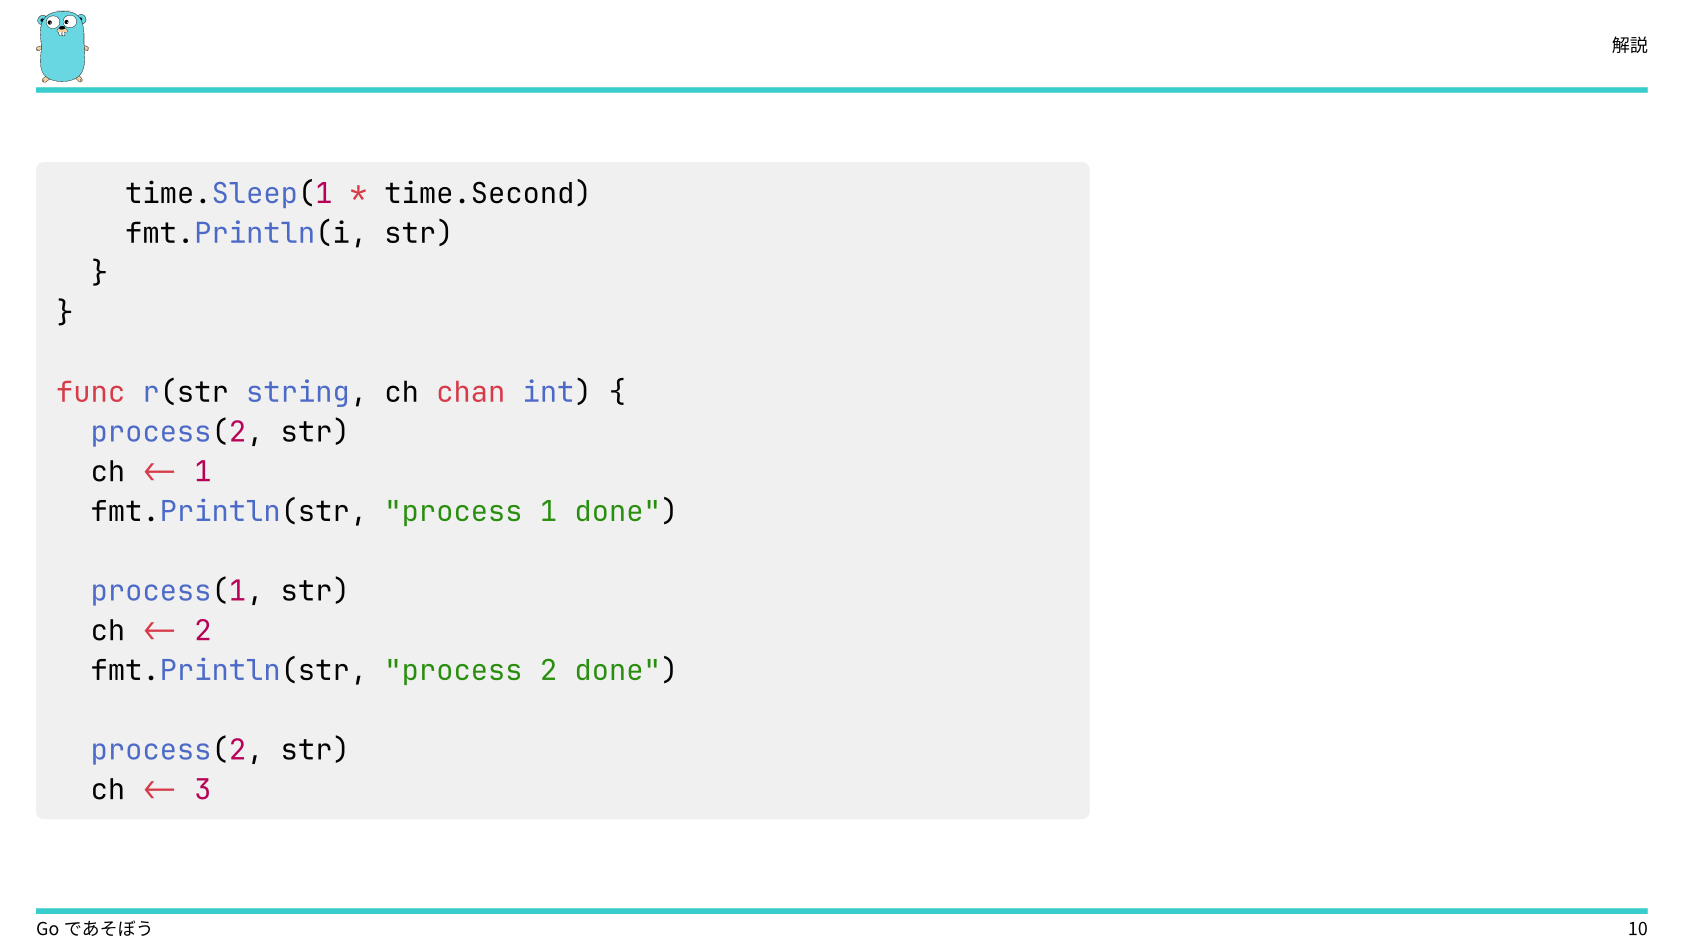 解説
time.Sleep(1 * time.Second)
fmt.Println(i, str)
}
}
func r(str string, ch chan int) {
process(2, str)
ch <- 1
fmt.Println(str, "process 1 done")
process(1, str)
ch <- 2
fmt.Println(str, "process 2 done")
process(2, str)
ch <- 3
Go であそぼう
10